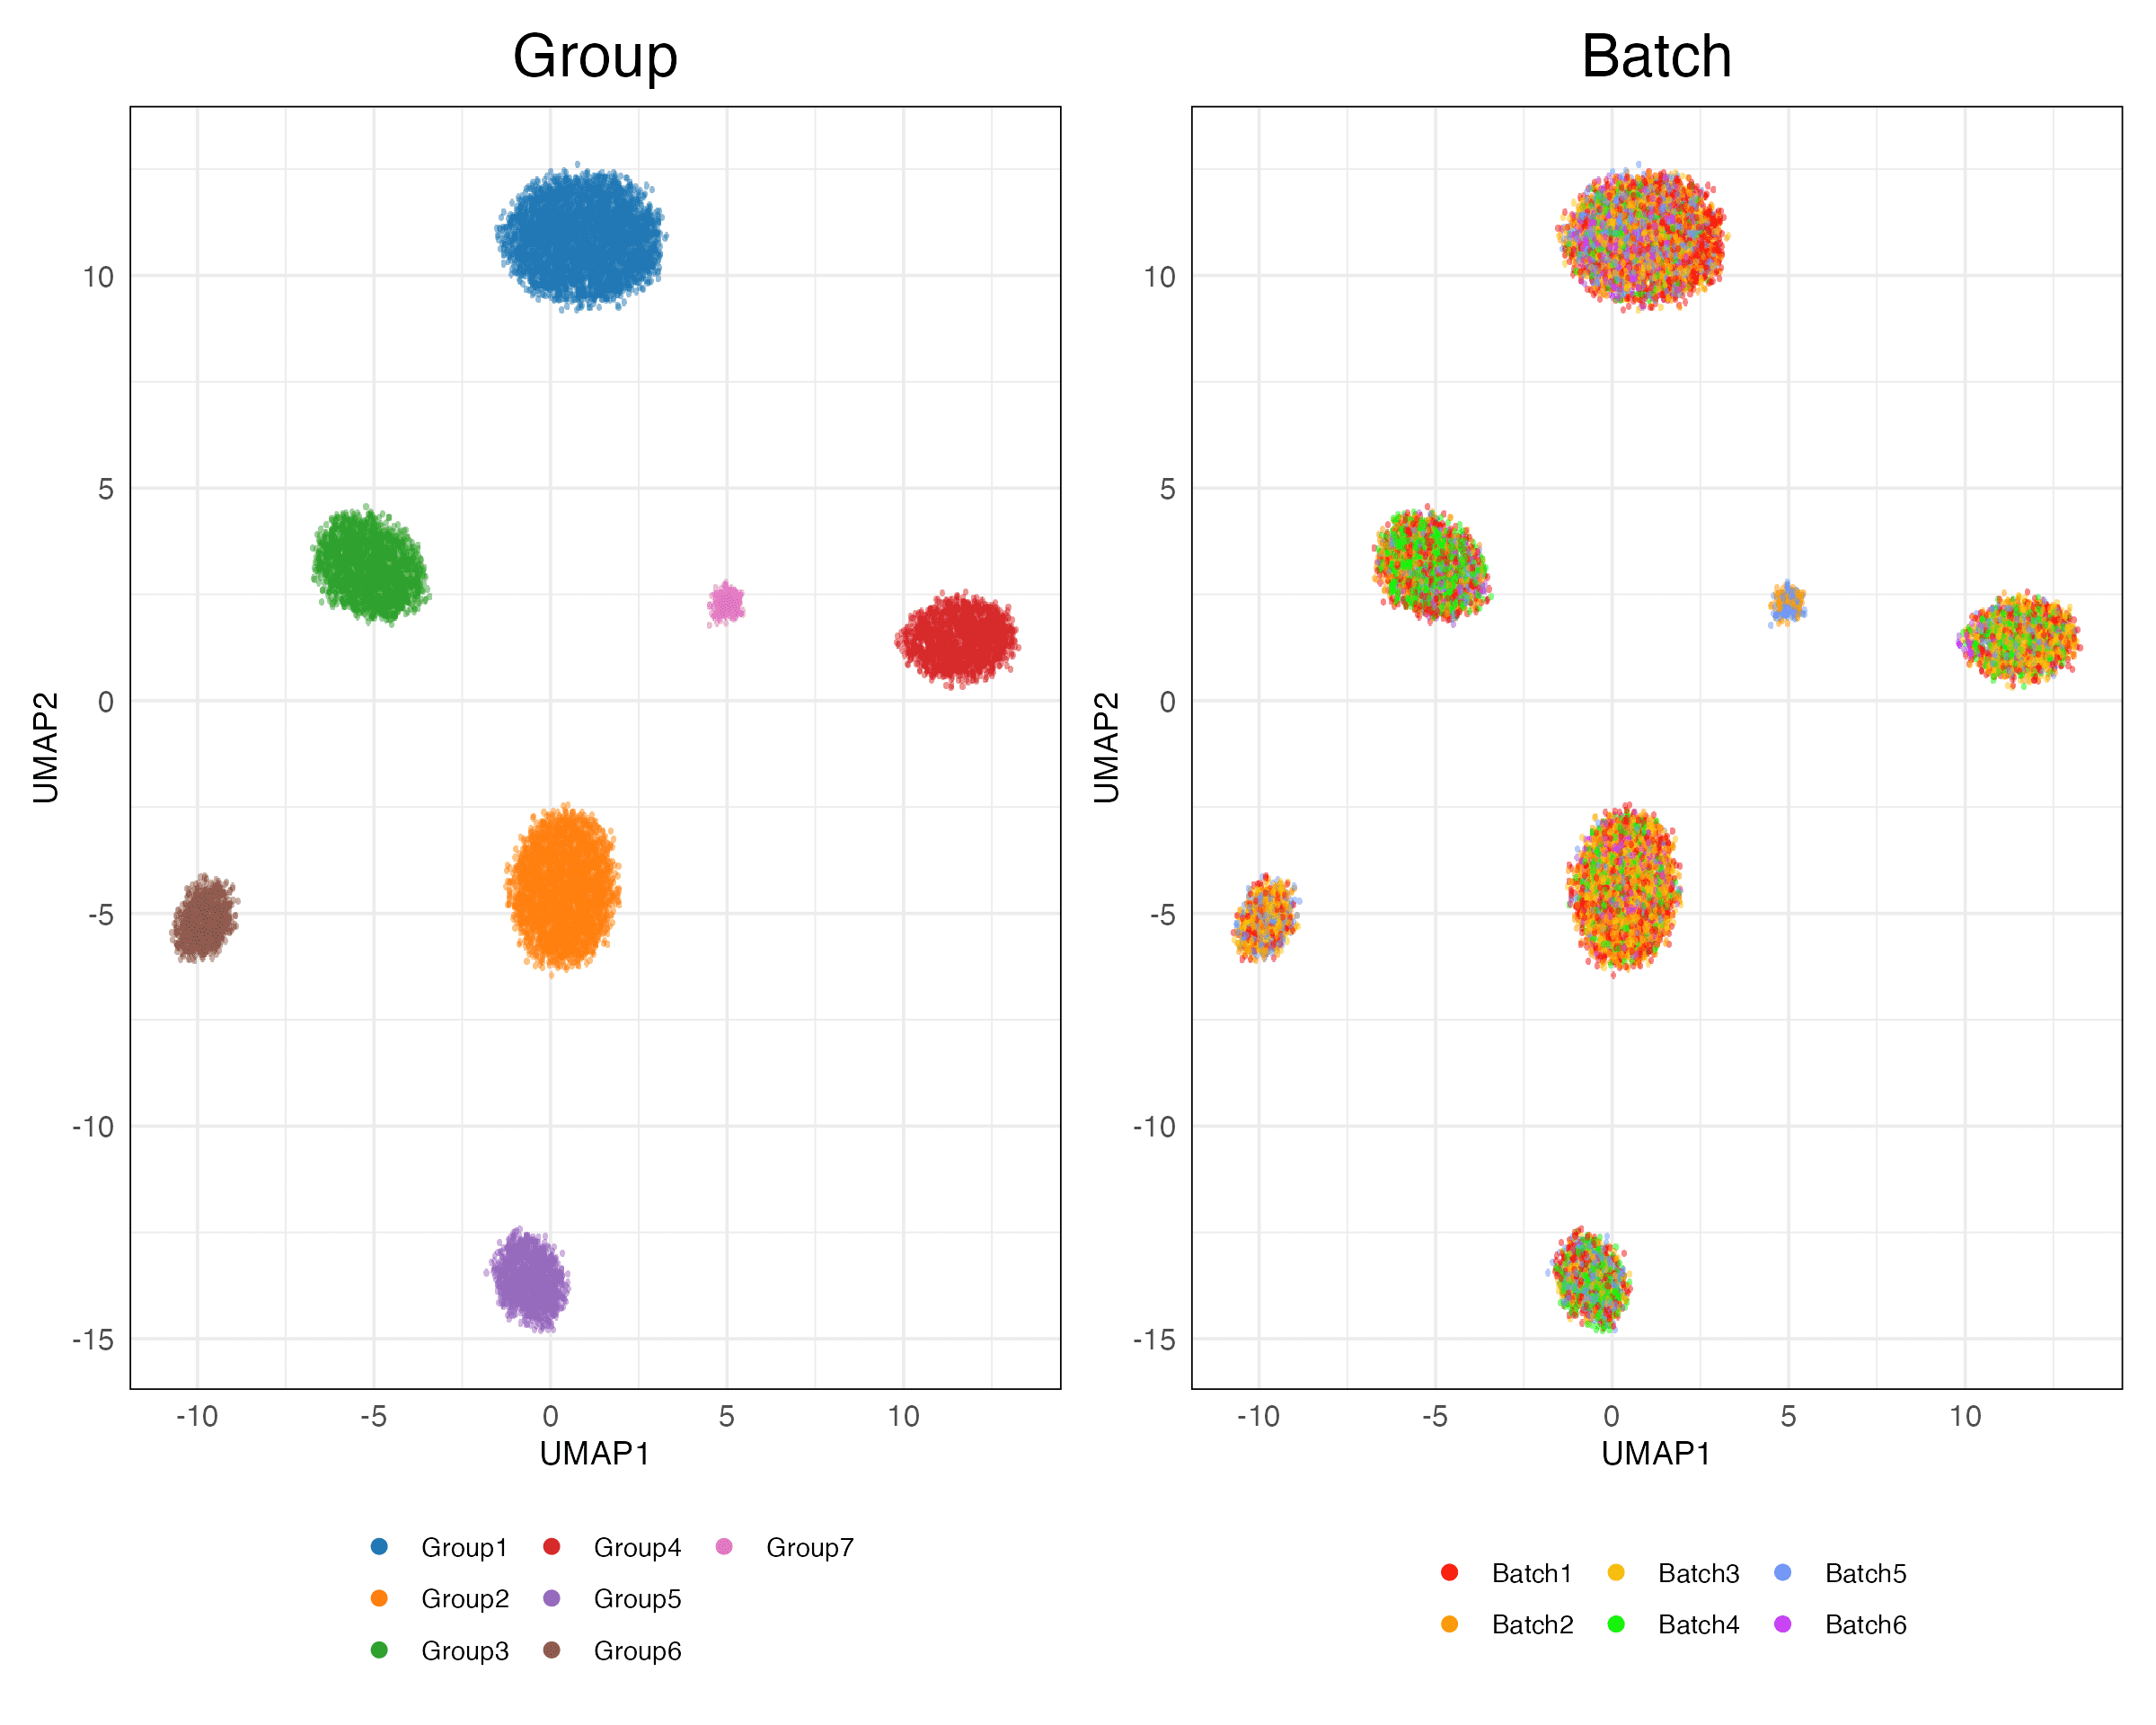 Group
Batch
10
5
0
-5
-10
-15
UMAP2
-10 -5 0 5 10
UMAP1
10
5
0
-5
-10
-15
UMAP2
-10 -5 0 5 10
UMAP1
Group1 Group4 Group7
Group2 Group5
Group3 Group6
Batch1 Batch3 Batch5
Batch2 Batch4 Batch6